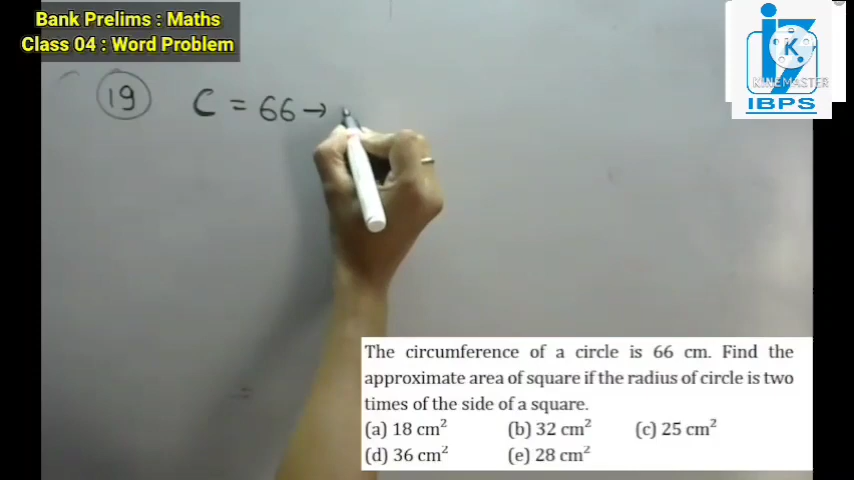 Bank Prelims : Maths
Class 04 : Word Problem
K
KINEMASTER
IBPS
19 C = 66 →
The circumference of a circle is 66 cm. Find the
approximate area of square if the radius of circle is two
times of the side of a square.
(a) 18 cm² (b) 32 cm² (c) 25 cm²
(d) 36 cm² (e) 28 cm²